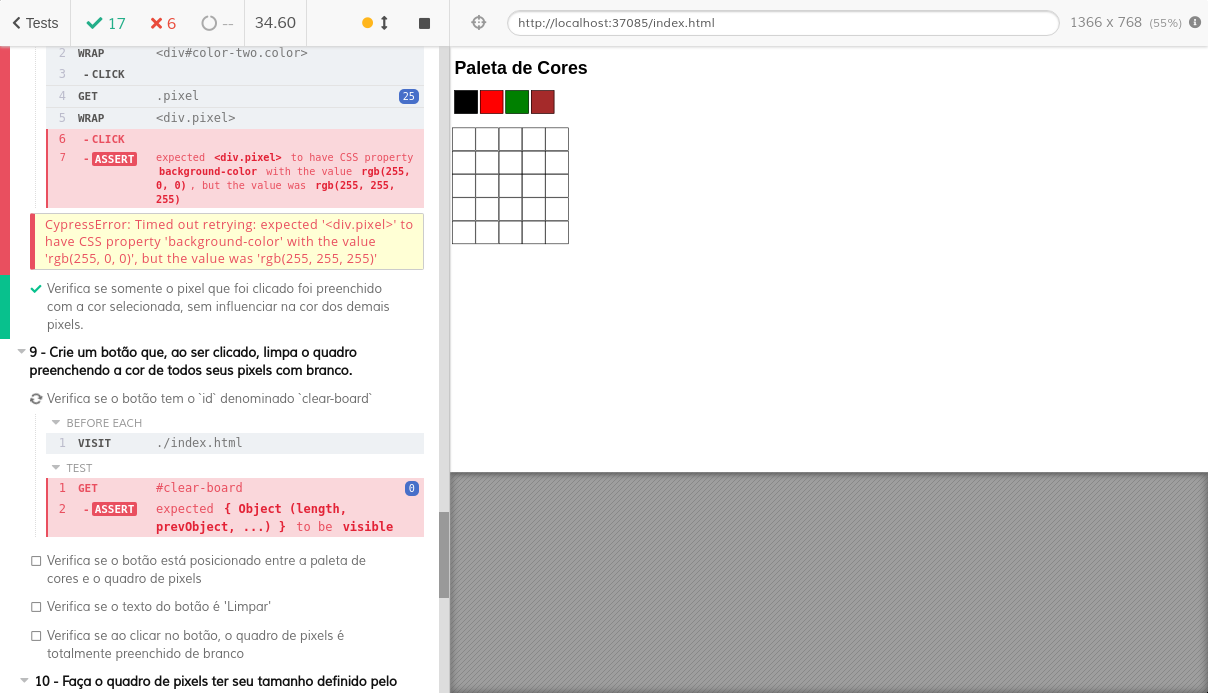 Tests 17 6 -- 34.60 http://localhost:37085/index.html 1366 x 768 (55%)
2 WRAP <div#color-two.color>
3 - CLICK
4 GET .pixel 25
5 WRAP <div.pixel>
6 - CLICK
7 - ASSERT expected <div.pixel> to have CSS property
background-color with the value rgb(255,
0, 0) , but the value was rgb(255, 255,
255)
CypressError: Timed out retrying: expected '<div.pixel>' to
have CSS property 'background-color' with the value
'rgb(255, 0, 0)', but the value was 'rgb(255, 255, 255)'
Verifica se somente o pixel que foi clicado foi preenchido
com a cor selecionada, sem influenciar na cor dos demais
pixels.
9 - Crie um botão que, ao ser clicado, limpa o quadro
preenchendo a cor de todos seus pixels com branco.
Verifica se o botão tem o `id` denominado `clear-board`
BEFORE EACH
1 VISIT ./index.html
TEST
1 GET #clear-board 0
2 - ASSERT expected { Object (length,
prevObject, ...) } to be visible
Verifica se o botão está posicionado entre a paleta de
cores e o quadro de pixels
Verifica se o texto do botão é 'Limpar'
Verifica se ao clicar no botão, o quadro de pixels é
totalmente preenchido de branco
10 - Faça o quadro de pixels ter seu tamanho definido pelo
Paleta de Cores